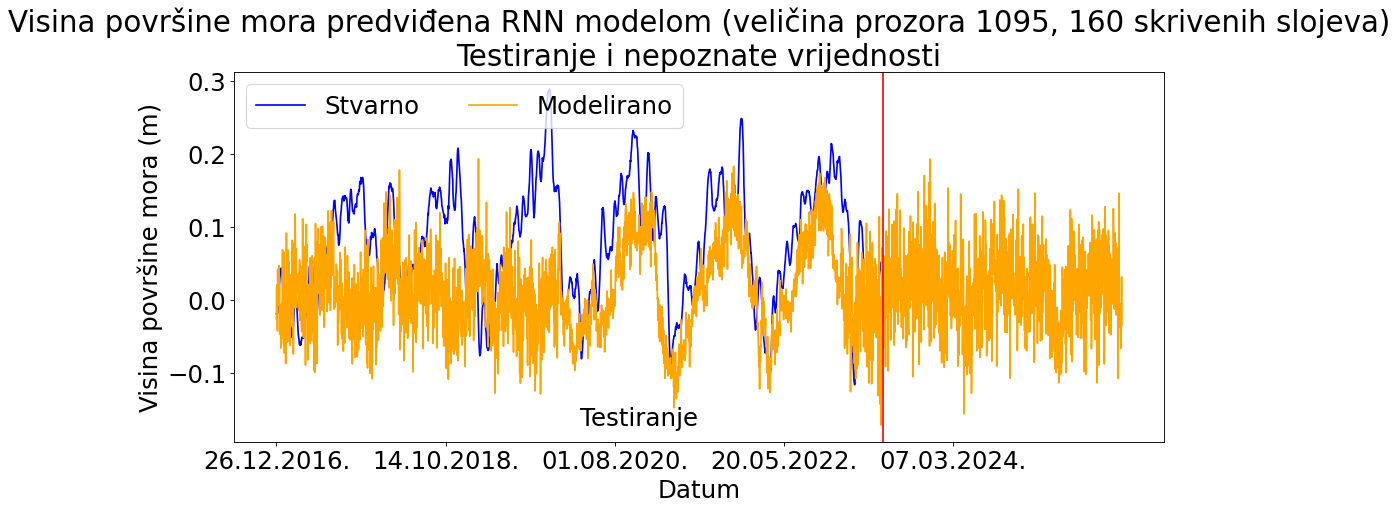 Visina površine mora predviđena RNN modelom (veličina prozora 1095, 160 skrivenih slojeva)
Testiranje i nepoznate vrijednosti
Stvarno Modelirano
0.3
0.2
0.1
0.0
−0.1
Visina površine mora (m)
Testiranje
26.12.2016. 14.10.2018. 01.08.2020. 20.05.2022. 07.03.2024.
Datum